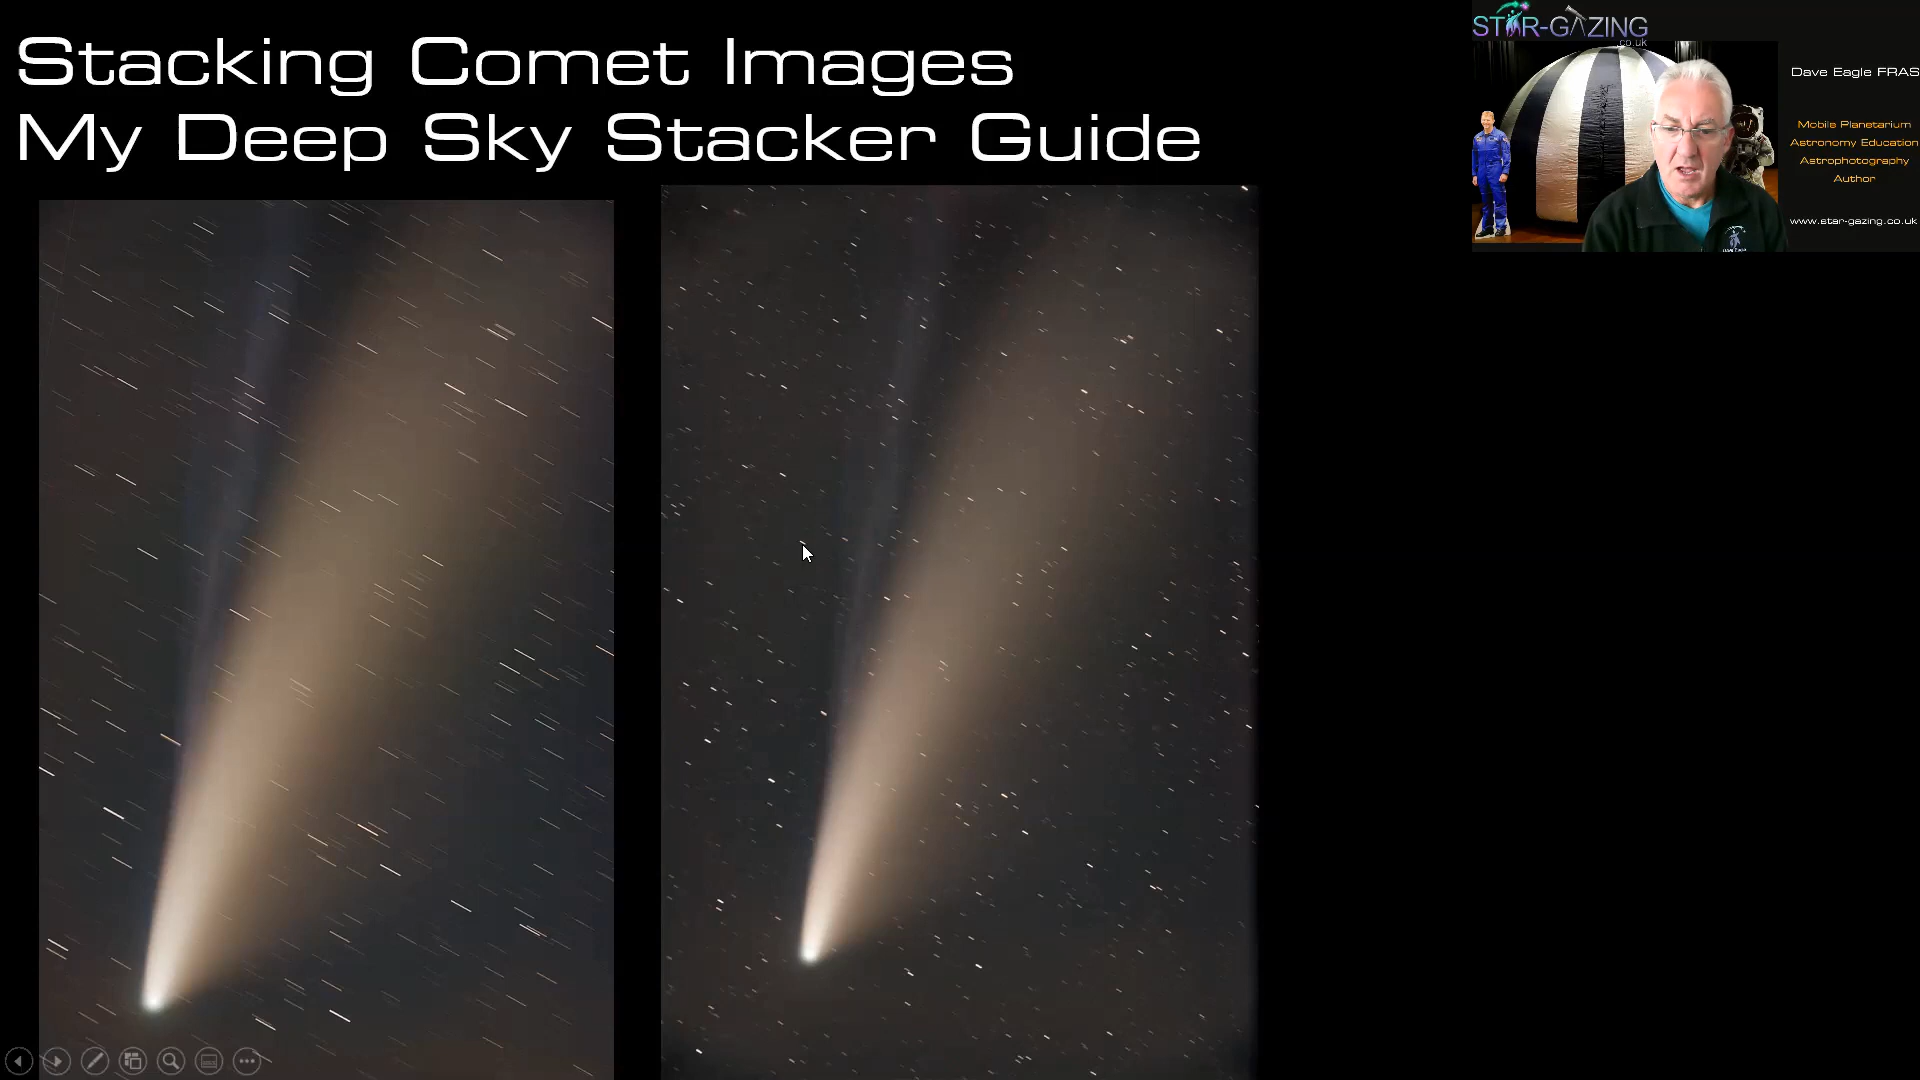 Stacking Comet Images
My Deep Sky Stacker Guide
STAR-GAZING
.co.uk
Dave Eagle FRAS
Mobile Planetarium
Astronomy Education
Astrophotography
Author
www.star-gazing.co.uk